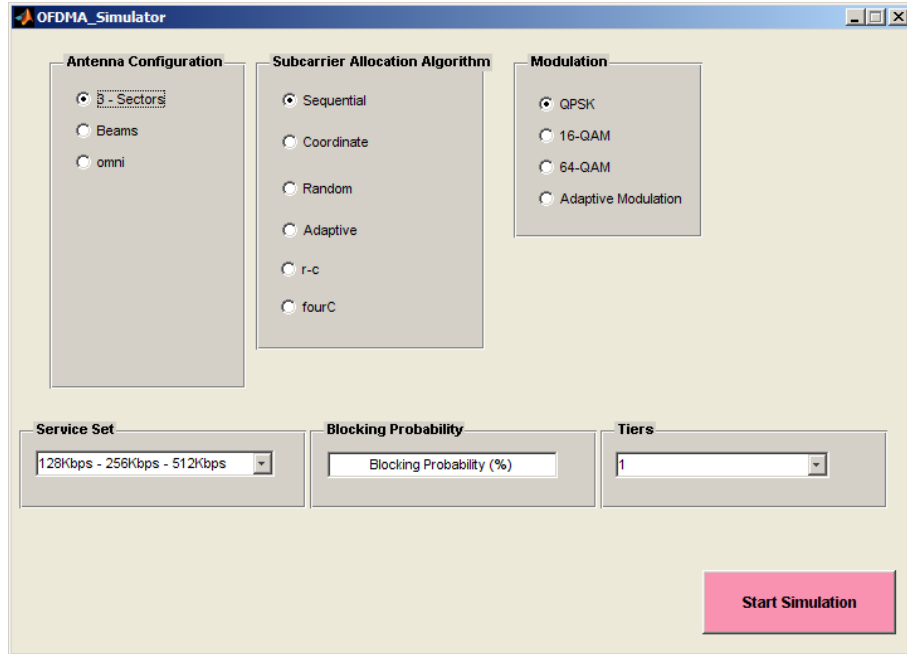 OFDMA_Simulator
Antenna Configuration
3 - Sectors
Beams
omni
Subcarrier Allocation Algorithm
Sequential
Coordinate
Random
Adaptive
r-c
fourC
Modulation
QPSK
16-QAM
64-QAM
Adaptive Modulation
Service Set
128Kbps - 256Kbps - 512Kbps
Blocking Probability
Blocking Probability (%)
Tiers
1
Start Simulation